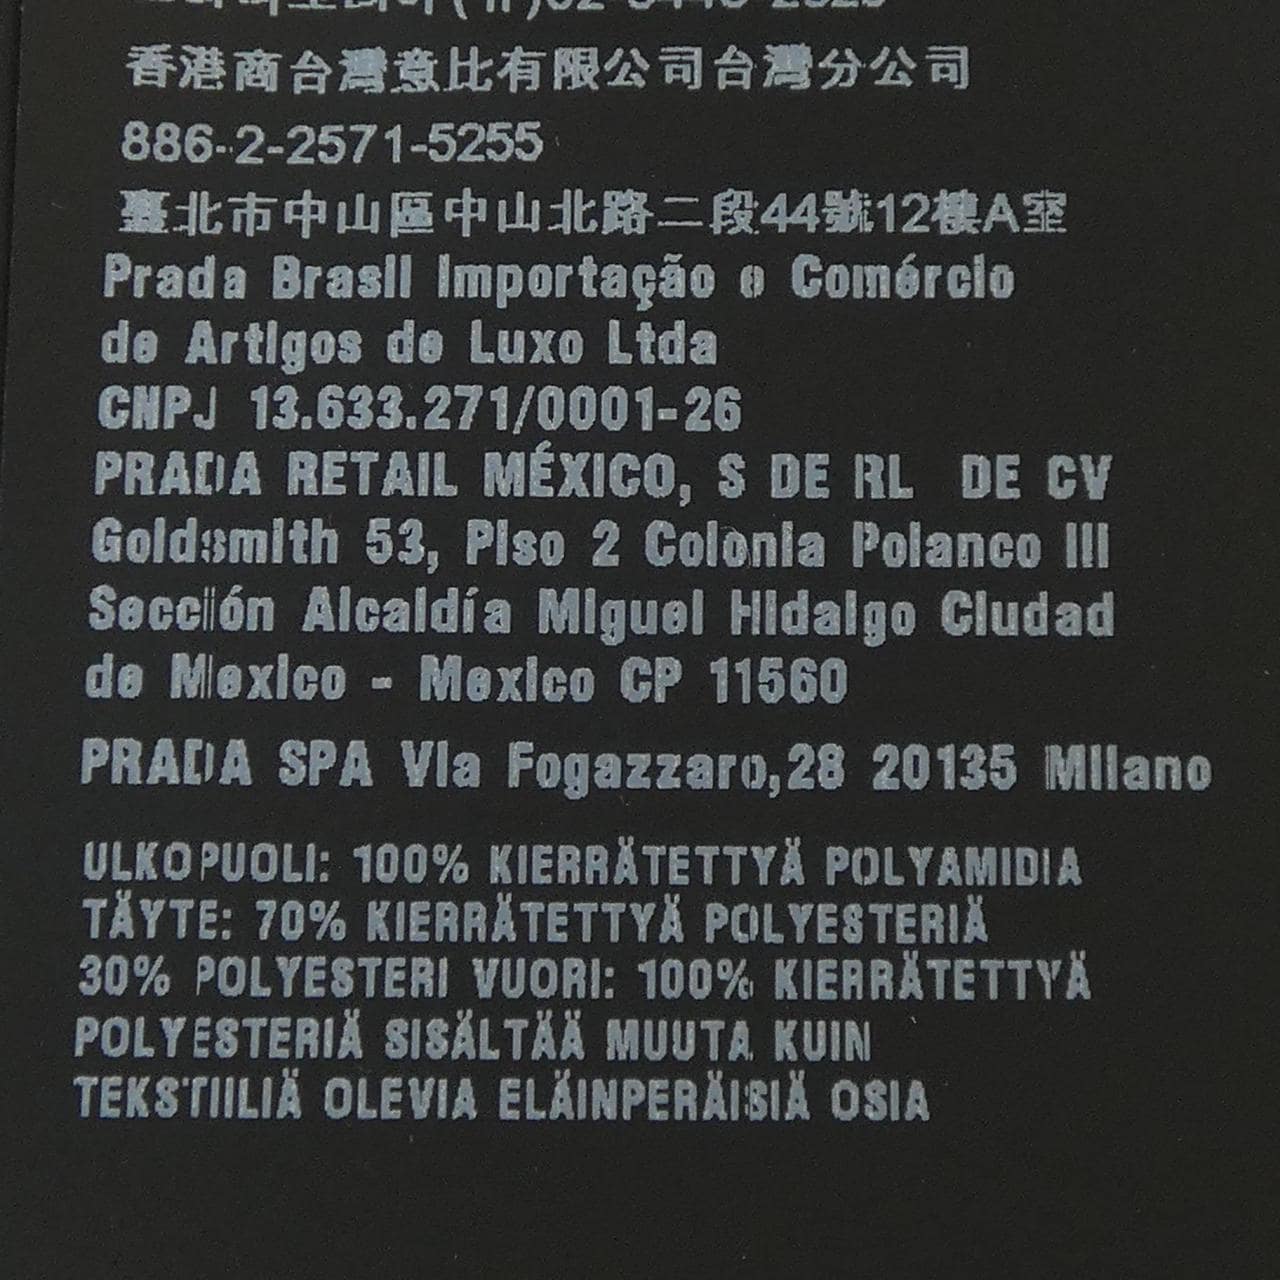 香港商台灣意比有限公司台灣分公司
886-2-2571-5255
臺北市中山區中山北路二段44號12樓A室
Prada Brasil Importação e Comércio
de Artigos de Luxo Ltda
CNPJ 13.633.271/0001-26
PRADA RETAIL MÉXICO, S DE RL DE CV
Goldsmith 53, Piso 2 Colonia Polanco III
Sección Alcaldía Miguel Hidalgo Ciudad
de Mexico - Mexico CP 11560
PRADA SPA Via Fogazzaro,28 20135 Milano
ULKOPUOLI: 100% KIERRÄTETTYÄ POLYAMIDIA
TÄYTE: 70% KIERRÄTETTYÄ POLYESTERIÄ
30% POLYESTERI VUORI: 100% KIERRÄTETTYÄ
POLYESTERIÄ SISÄLTÄÄ MUUTA KUIN
TEKSTIILIÄ OLEVIA ELÄINPERÄISIÄ OSIA